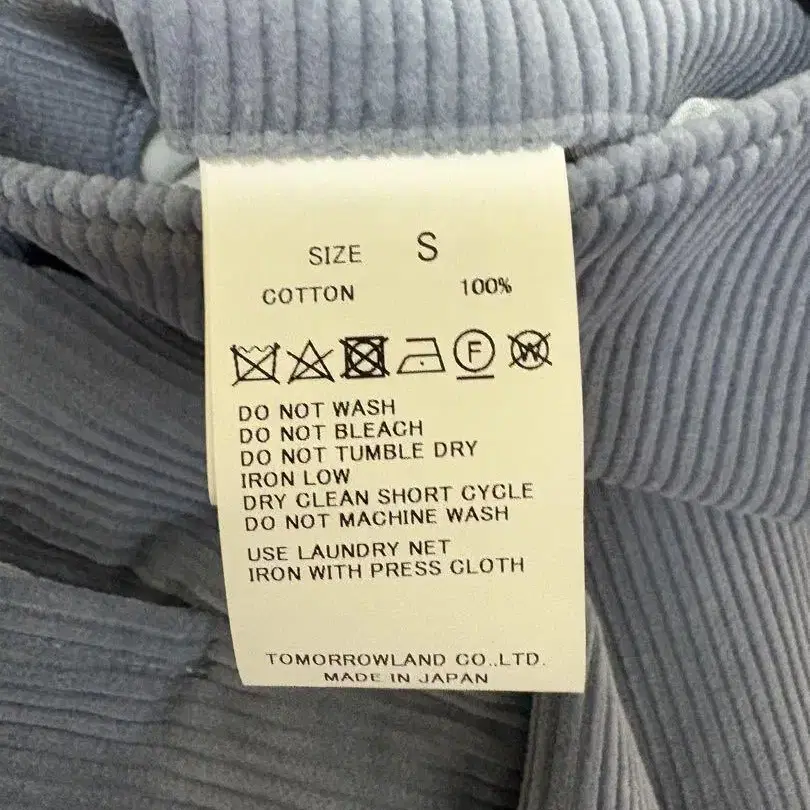 SIZE S
COTTON 100%
F W
DO NOT WASH
DO NOT BLEACH
DO NOT TUMBLE DRY
IRON LOW
DRY CLEAN SHORT CYCLE
DO NOT MACHINE WASH
USE LAUNDRY NET
IRON WITH PRESS CLOTH
TOMORROWLAND CO.,LTD.
MADE IN JAPAN